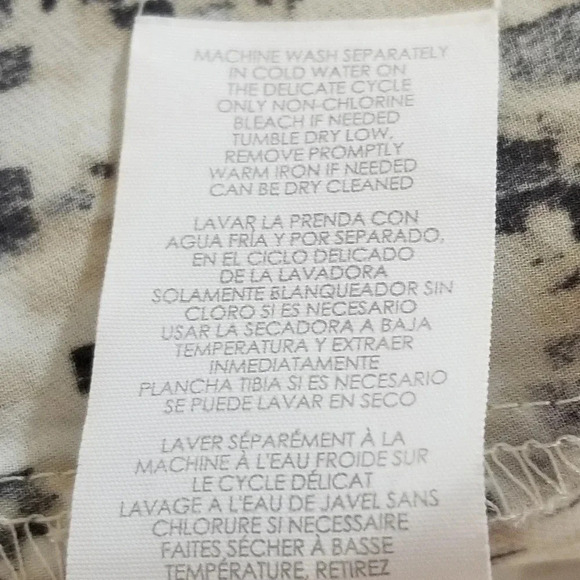 MACHINE WASH SEPARATELY
IN COLD WATER ON
THE DELICATE CYCLE
ONLY NON-CHLORINE
BLEACH IF NEEDED
TUMBLE DRY LOW,
REMOVE PROMPTLY
WARM IRON IF NEEDED
CAN BE DRY CLEANED
LAVAR LA PRENDA CON
AGUA FRÍA Y POR SEPARADO,
EN EL CICLO DELICADO
DE LA LAVADORA
SOLAMENTE BLANQUEADOR SIN
CLORO SI ES NECESARIO
USAR LA SECADORA A BAJA
TEMPERATURA Y EXTRAER
INMEDIATAMENTE
PLANCHA TIBIA SI ES NECESARIO
SE PUEDE LAVAR EN SECO
LAVER SÉPARÉMENT À LA
MACHINE À L'EAU FROIDE SUR
LE CYCLE DÉLICAT
LAVAGE A L'EAU DE JAVEL SANS
CHLORURE SI NECESSAIRE
FAITES SÉCHER À BASSE
TEMPÉRATURE, RETIREZ